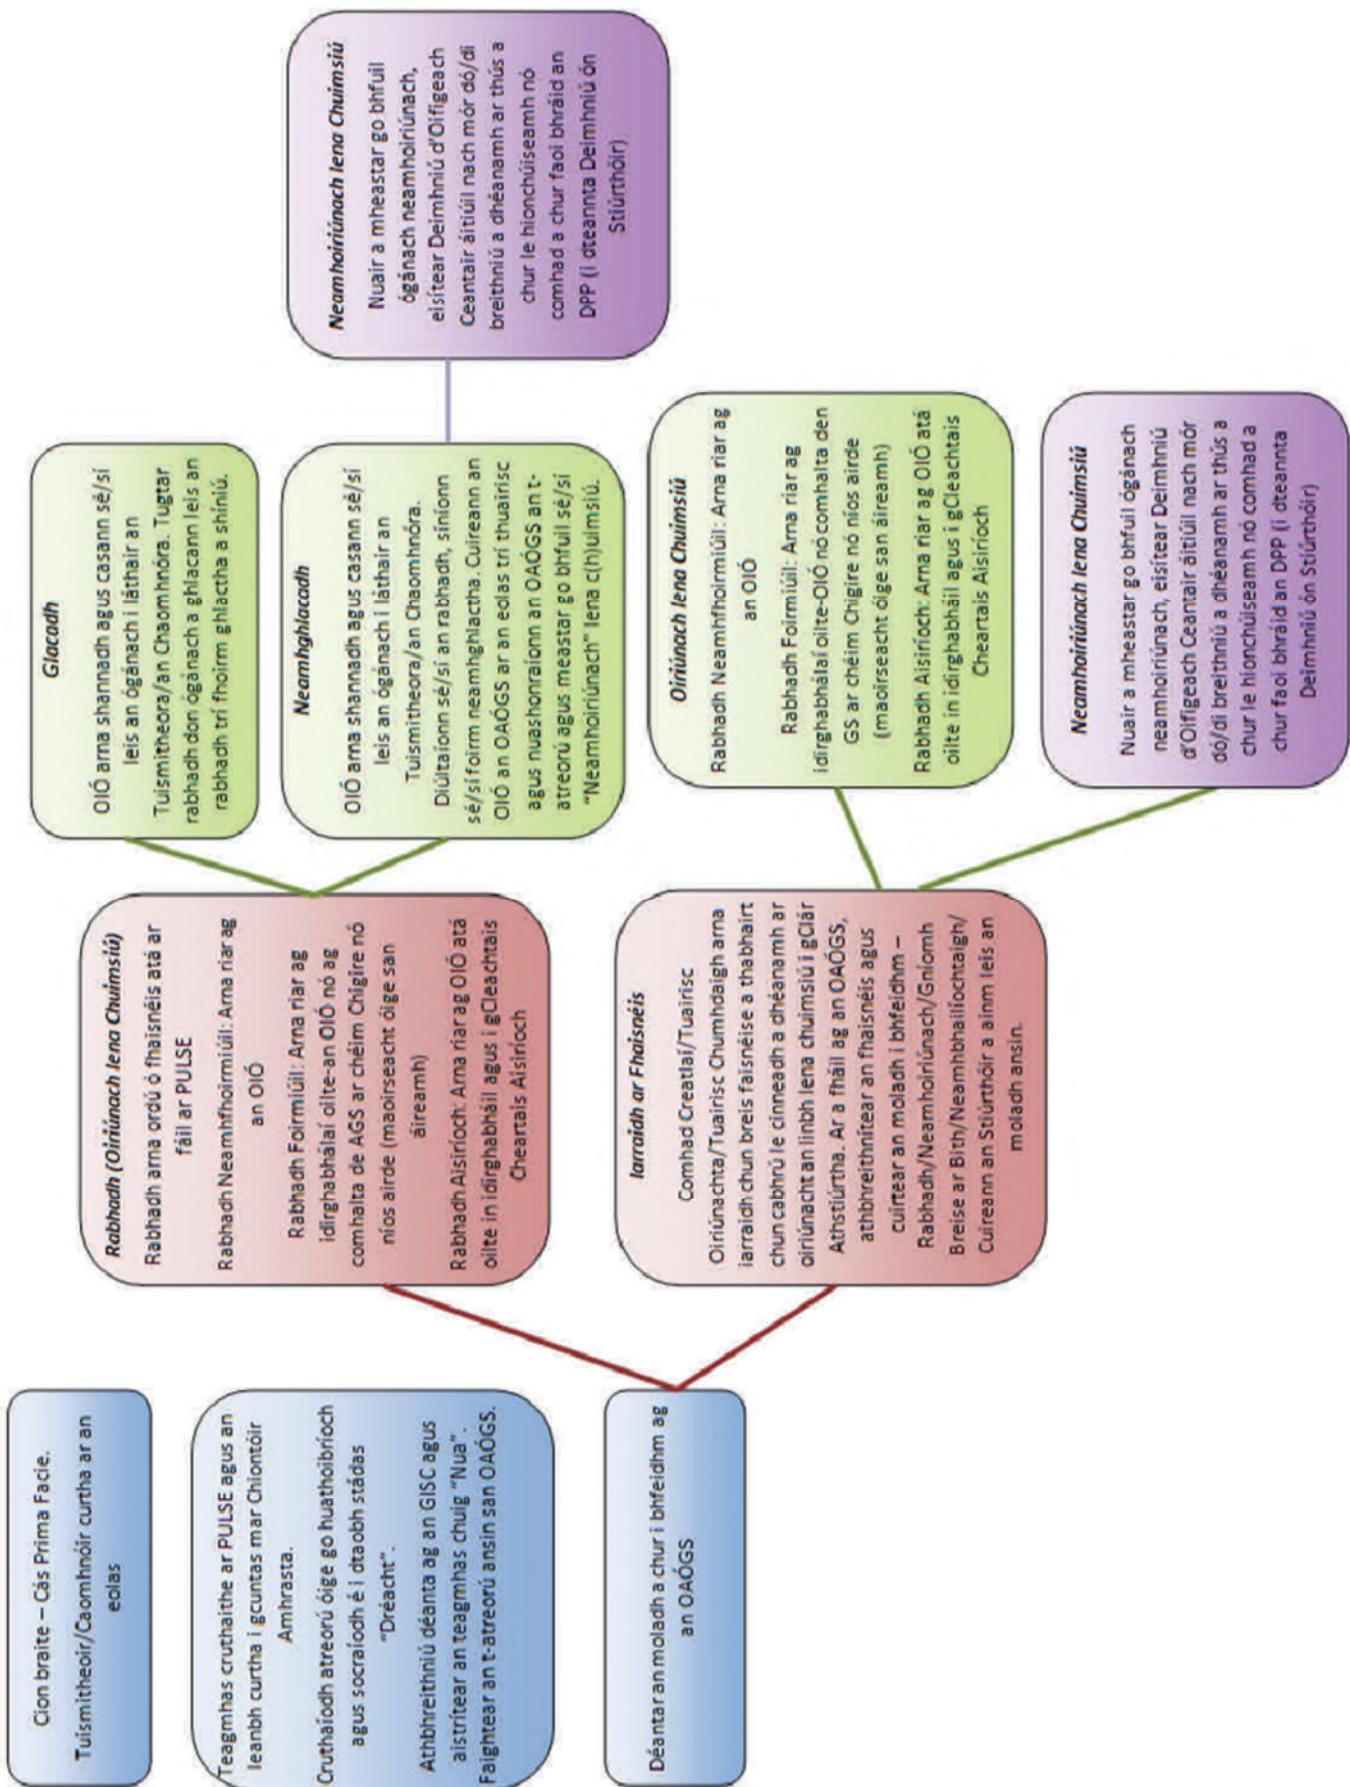 Cion braite – Cás Prima Facie.
Tuismitheoir/Caomhnóir curtha ar an
eolas
Teagmhas cruthaithe ar PULSE agus an
leanbh curtha i gcuntas mar Chiontóir
Amhrasta.
Cruthaíodh atreorú óige go huathoibríoch
agus socraíodh é i dtaobh stádas
"Dréacht".
Athbhreithniú déanta ag an GISC agus
aistrítear an teagmhas chuig "Nua".
Faightear an t-atreorú ansin san OAÓGS.
Déantar an moladh a chur i bhfeidhm ag
an OAÓGS
Rabhadh (Oiriúnach lena Chuimsiú)
Rabhadh arna ordú ó fhaisnéis atá ar
fáil ar PULSE
Rabhadh Neamhfhoirmiúil: Arna riar ag
an OIÓ
Rabhadh Foirmiúil: Arna riar ag
idirghabhálaí oilte-an OIÓ nó ag
comhalta de AGS ar chéim Chigire nó
níos airde (maoirseacht óige san
áireamh)
Rabhadh Aisiríoch: Arna riar ag OIÓ atá
oilte in idirghabháil agus i gCleachtais
Cheartais Aisiríoch
Iarraidh ar Fhaisnéis
Comhad Creatlaí/Tuairisc
Oiriúnachta/Tuairisc Chumhdaigh arna
iarraidh chun breis faisnéise a thabhairt
chun cabhrú le cinneadh a dhéanamh ar
oiriúnacht an linbh lena chuimsiú i gClár
Athstiúrtha. Ar a fháil ag an OAÓGS,
athbhreithnítear an fhaisnéis agus
cuirtear an moladh i bhfeidhm –
Rabhadh/Neamhoiriúnach/Gníomh
Breise ar Bith/Neamhbhailíochtaigh/
Cuireann an Stiúrthóir a ainm leis an
moladh ansin.
Glacadh
OIÓ arna shannadh agus casann sé/sí
leis an ógánach i láthair an
Tuismitheora/an Chaomhnóra. Tugtar
rabhadh don ógánach a ghlacann leis an
rabhadh trí fhoirm ghlactha a shíniú.
Neamhghlacadh
OIÓ arna shannadh agus casann sé/sí
leis an ógánach i láthair an
Tuismitheora/an Chaomhnóra.
Diúltaíonn sé/sí an rabhadh, síníonn
sé/sí foirm neamhghlactha. Cuireann an
OIÓ an OAÓGS ar an eolas trí thuairisc
agus nuashonraíonn an OAÓGS an t-
atreorú agus meastar go bhfuil sé/sí
"Neamhoiriúnach" lena c(h)uimsiú.
Oiriúnach lena Chuimsiú
Rabhadh Neamhfhoirmiúil: Arna riar ag
an OIÓ
Rabhadh Foirmiúil: Arna riar ag
idirghabhálaí oilte-OIÓ nó comhalta den
GS ar chéim Chigire nó níos airde
(maoirseacht óige san áireamh)
Rabhadh Aisiríoch: Arna riar ag OIÓ atá
oilte in idirghabháil agus i gCleachtais
Cheartais Aisiríoch
Neamhoiriúnach lena Chuimsiú
Nuair a mheastar go bhfuil ógánach
neamhoiriúnach, eisítear Deimhniú
d'Oifigeach Ceantair áitiúil nach mór
dó/di breithniú a dhéanamh ar thús a
chur le hionchúiseamh nó comhad a
chur faoi bhráid an DPP (i dteannta
Deimhniú ón Stiúrthóir)
Neamhoiriúnach lena Chuimsiú
Nuair a mheastar go bhfuil
ógánach neamhoiriúnach,
eisítear Deimhniú d'Oifigeach
Ceantair áitiúil nach mór dó/di
breithniú a dhéanamh ar thús a
chur le hionchúiseamh nó
comhad a chur faoi bhráid an
DPP (i dteannta Deimhniú ón
Stiúrthóir)